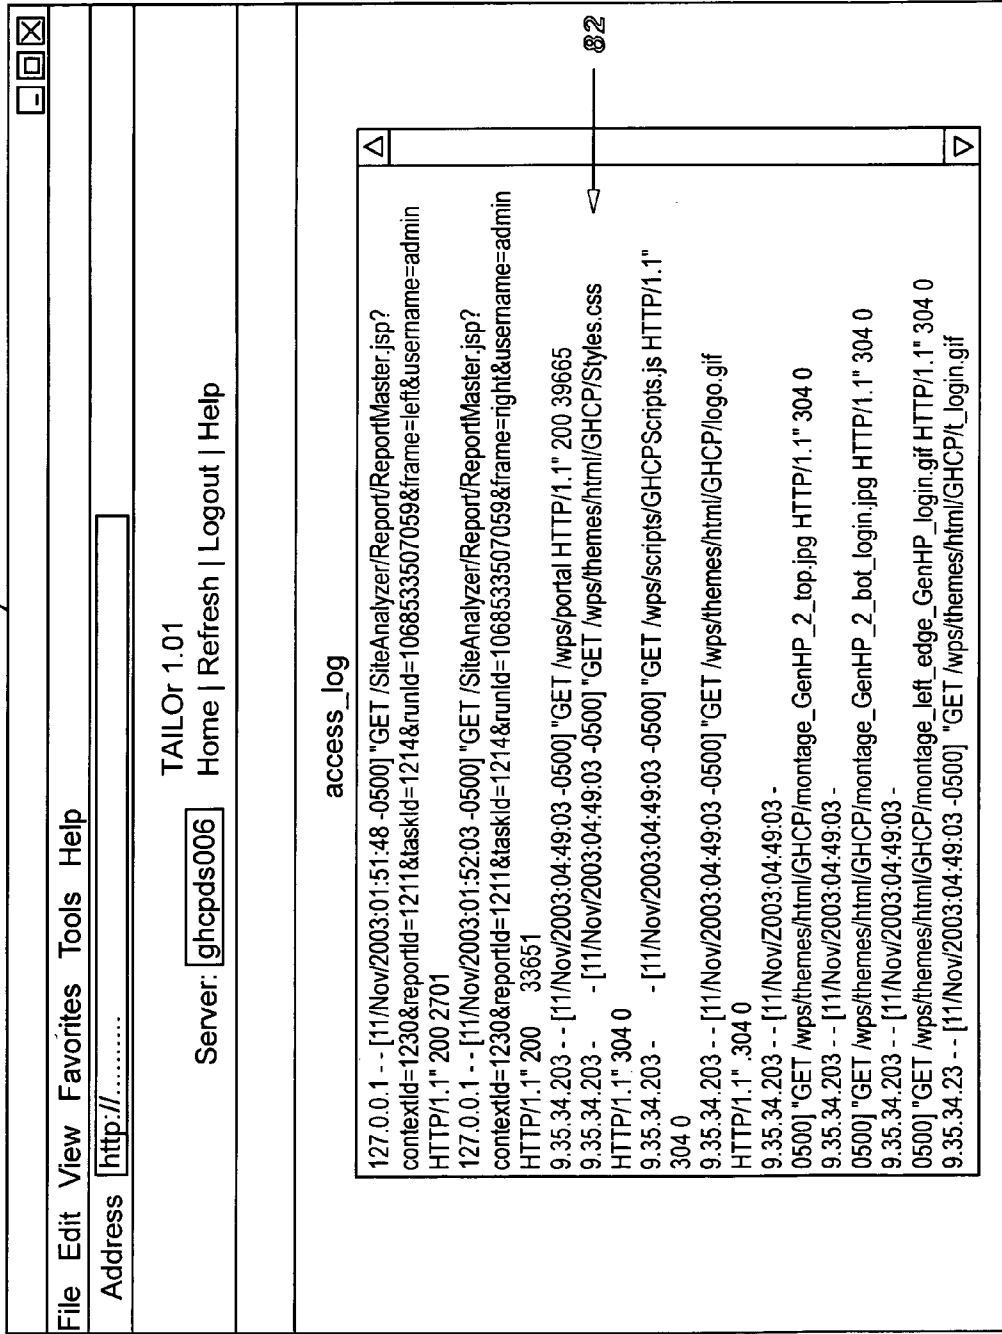 File Edit View Favorites Tools Help
Address http://.........
TAILOr 1.01
Server: ghcpds006 Home | Refresh | Logout | Help
access_log
127.0.0.1 - - [11/Nov/2003:01:51:48 -0500] "GET /SiteAnalyzer/Report/ReportMaster.jsp?
contextId=1230&reportId=1211&taskId=1214&runId=1068533507059&frame=left&username=admin
HTTP/1.1" 200 2701
127.0.0.1 - - [11/Nov/2003:01:52:03 -0500] "GET /SiteAnalyzer/Report/ReportMaster.jsp?
contextId=1230&reportId=1211&taskId=1214&runId=1068533507059&frame=right&username=admin
HTTP/1.1" 200 33651
9.35.34.203 - - [11/Nov/2003:04:49:03 -0500] "GET /wps/portal HTTP/1.1" 200 39665
9.35.34.203 - - [11/Nov/2003:04:49:03 -0500] "GET /wps/themes/html/GHCP/Styles.css
HTTP/1.1" 304 0
9.35.34.203 - - [11/Nov/2003:04:49:03 -0500] "GET /wps/scripts/GHCPScripts.js HTTP/1.1"
304 0
9.35.34.203 - - [11/Nov/2003:04:49:03 -0500] "GET /wps/themes/html/GHCP/logo.gif
HTTP/1.1" .304 0
9.35.34.203 - - [11/Nov/Z003:04:49:03 -
0500] "GET /wps/themes/html/GHCP/montage_GenHP_2_top.jpg HTTP/1.1" 304 0
9.35.34.203 - - [11/Nov/2003:04:49:03 -
0500] "GET /wps/themes/html/GHCP/montage_GenHP_2_bot_login.jpg HTTP/1.1" 304 0
9.35.34.203 - - [11/Nov/2003:04:49:03 -
0500] "GET /wps/themes/html/GHCP/montage_left_edge_GenHP_login.gif HTTP/1.1" 304 0
9.35.34.23 - - [11/Nov/2003:04:49:03 -0500] "GET /wps/themes/html/GHCP/t_login.gif
82